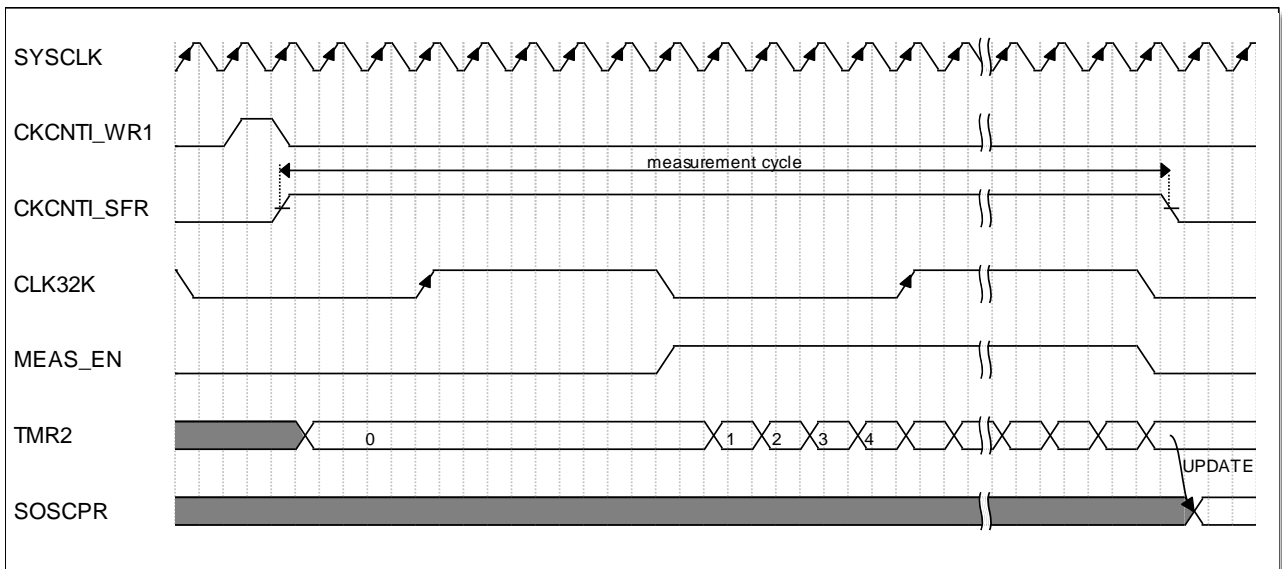 SYSCLK
CKCNTI_WR1
measurement cycle
CKCNTI_SFR
CLK32K
MEAS_EN
TMR2
0
1
2
3
4
UPDATE
SOSCPR